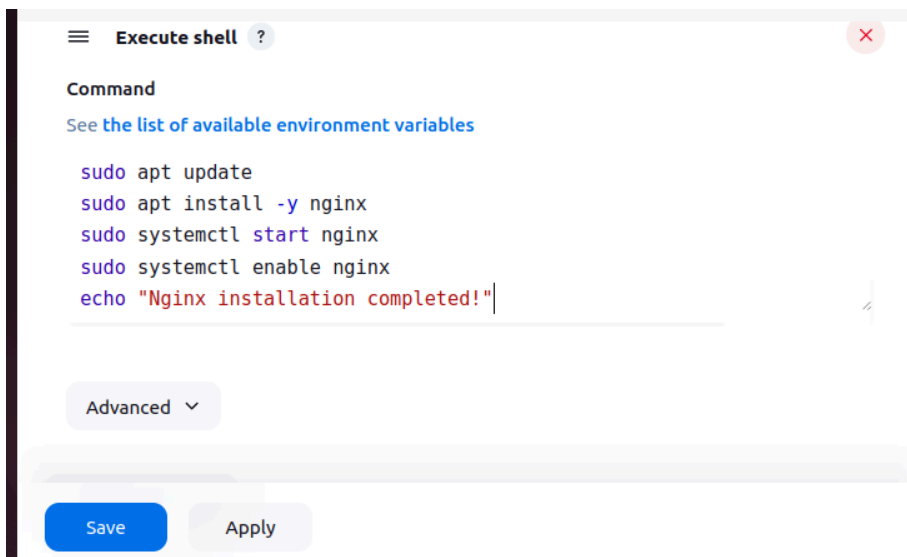 Execute shell ?
Command
See the list of available environment variables
sudo apt update
sudo apt install -y nginx
sudo systemctl start nginx
sudo systemctl enable nginx
echo "Nginx installation completed!"
Advanced
Save Apply